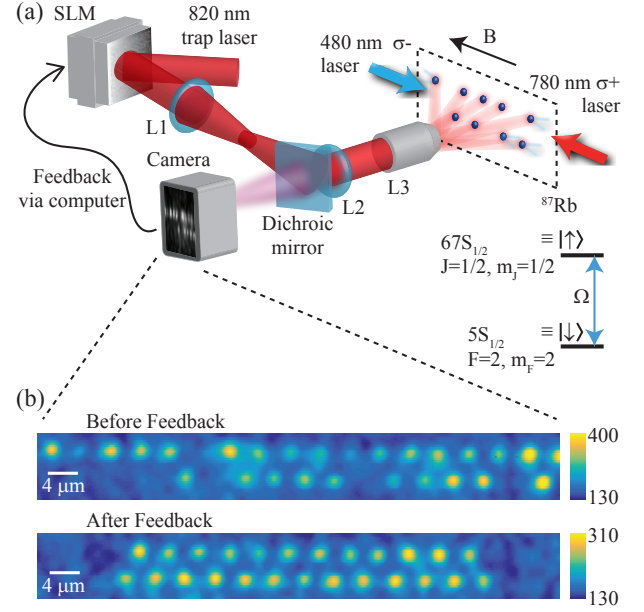 (a)
SLM
820 nm
trap laser
480 nm σ-
laser
B
780 nm σ+
laser
L1
Camera
Feedback
via computer
L2
L3
Dichroic
mirror
⁸⁷Rb
67S₁/₂ ≡ |↑⟩
J=1/2, m_J=1/2
Ω
5S₁/₂ ≡ |↓⟩
F=2, m_F=2
(b)
Before Feedback
400
4 μm
130
After Feedback
310
4 μm
130